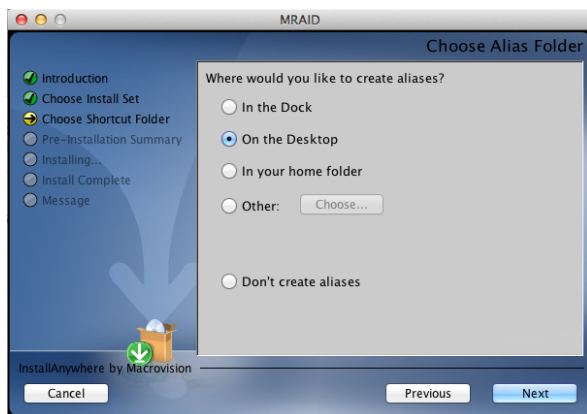 MRAID
Choose Alias Folder
Introduction
Choose Install Set
Choose Shortcut Folder
Pre-Installation Summary
Installing...
Install Complete
Message
Where would you like to create aliases?
In the Dock
On the Desktop
In your home folder
Other: Choose...
Don't create aliases
InstallAnywhere by Macrovision
Cancel Previous Next